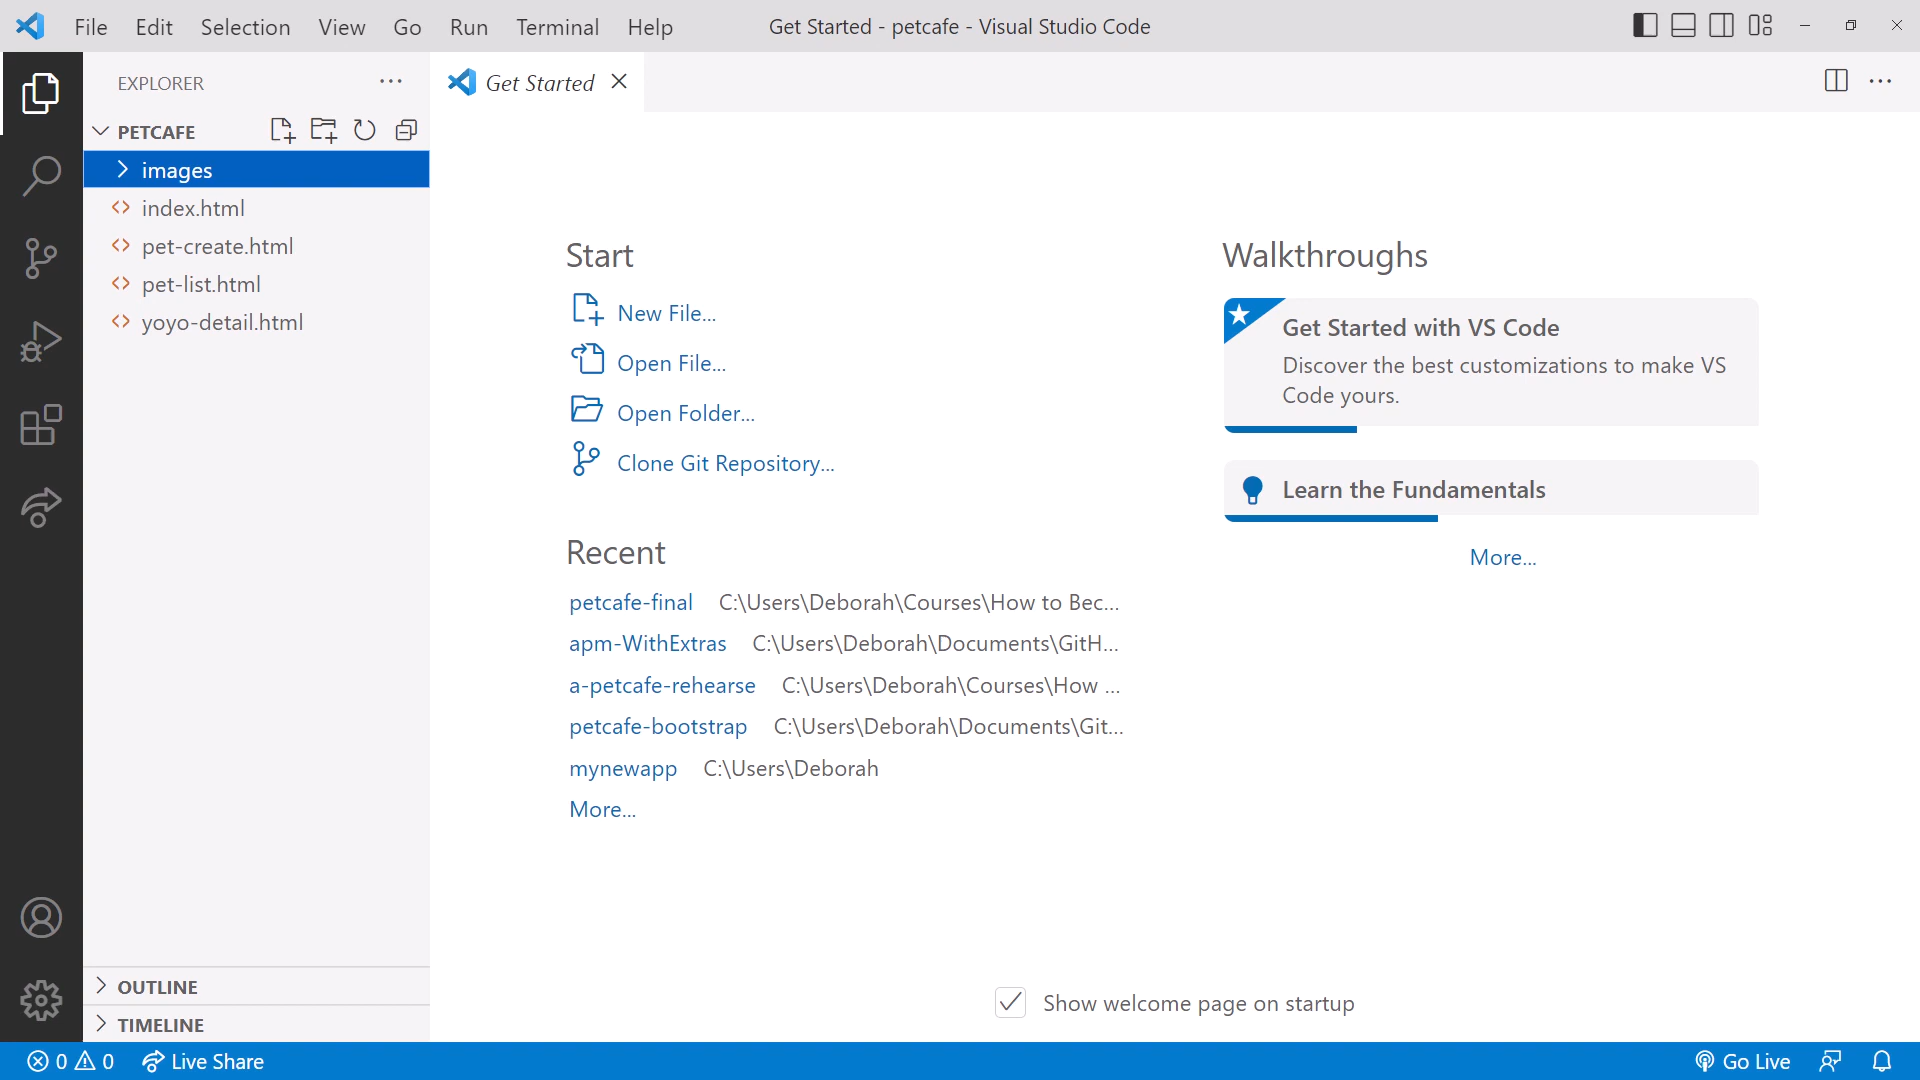 File Edit Selection View Go Run Terminal Help Get Started - petcafe - Visual Studio Code
EXPLORER
Get Started
PETCAFE
images
index.html
pet-create.html
pet-list.html
yoyo-detail.html
Start
New File...
Open File...
Open Folder...
Clone Git Repository...
Recent
petcafe-final C:\Users\Deborah\Courses\How to Bec...
apm-WithExtras C:\Users\Deborah\Documents\GitH...
a-petcafe-rehearse C:\Users\Deborah\Courses\How ...
petcafe-bootstrap C:\Users\Deborah\Documents\Git...
mynewapp C:\Users\Deborah
More...
Walkthroughs
Get Started with VS Code
Discover the best customizations to make VS
Code yours.
Learn the Fundamentals
More...
Show welcome page on startup
OUTLINE
TIMELINE
0 0 Live Share Go Live